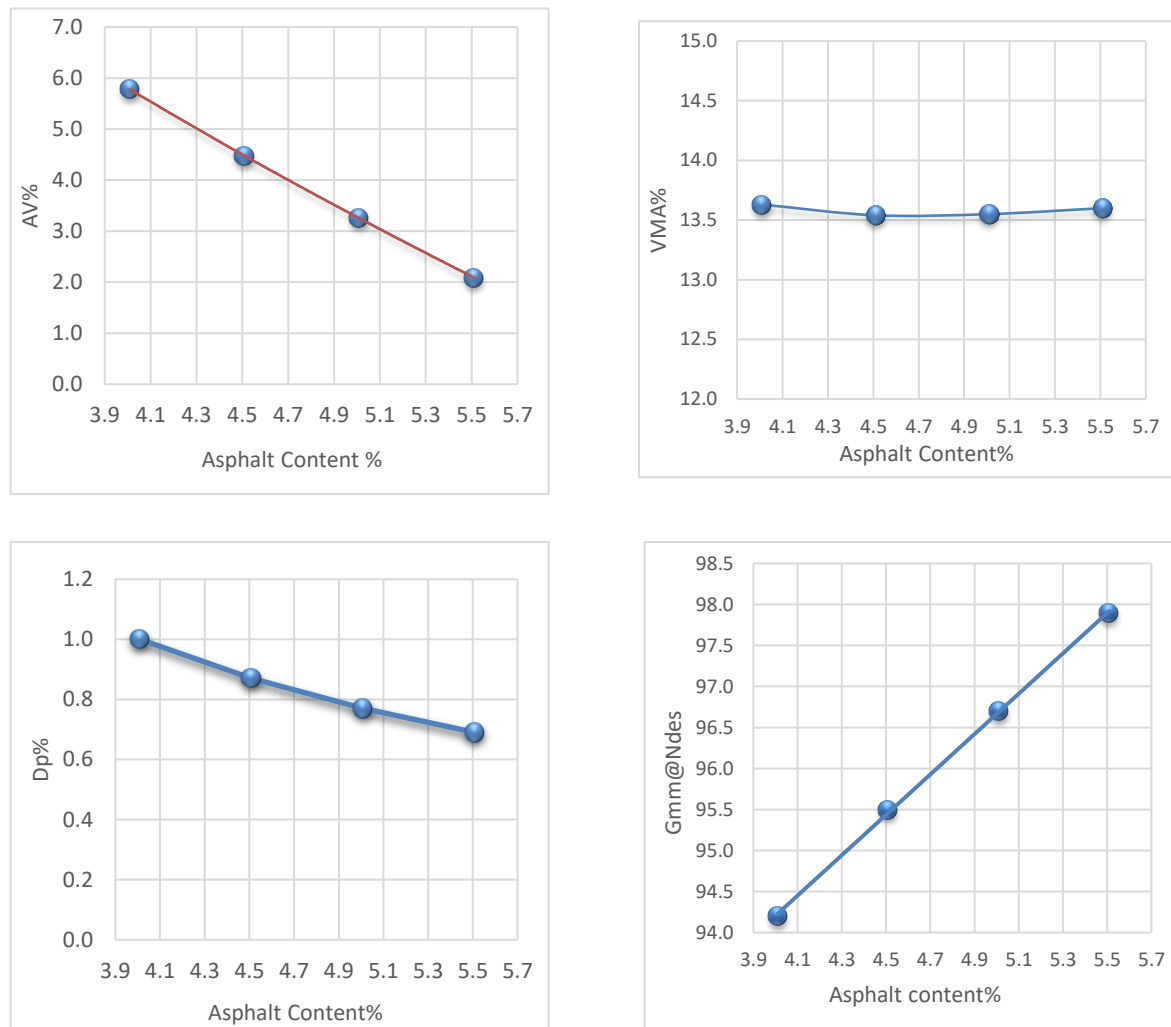 7.0
6.0
5.0
4.0
3.0
2.0
1.0
0.0
AV%
3.9 4.1 4.3 4.5 4.7 4.9 5.1 5.3 5.5 5.7
Asphalt Content %
15.0
14.5
14.0
13.5
13.0
12.5
12.0
VMA%
3.9 4.1 4.3 4.5 4.7 4.9 5.1 5.3 5.5 5.7
Asphalt Content%
1.2
1.0
0.8
0.6
0.4
0.2
0.0
Dp%
3.9 4.1 4.3 4.5 4.7 4.9 5.1 5.3 5.5 5.7
Asphalt Content%
98.5
98.0
97.5
97.0
96.5
96.0
95.5
95.0
94.5
94.0
Gmm@Ndes
3.9 4.1 4.3 4.5 4.7 4.9 5.1 5.3 5.5 5.7
Asphalt content%